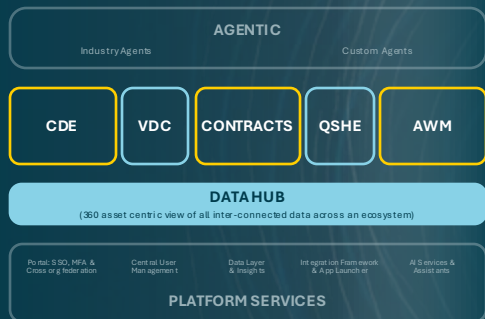 AGENTIC
Industry Agents
Custom Agents
CDE
VDC
CONTRACTS
QSHE
AWM
DATA HUB
(360 asset centric view of all inter-connected data across an ecosystem)
Portal: SSO, MFA &
Cross org federation
Central User
Management
Data Layer
& Insights
Integration Framework
& App Launcher
AI Services &
Assistants
PLATFORM SERVICES